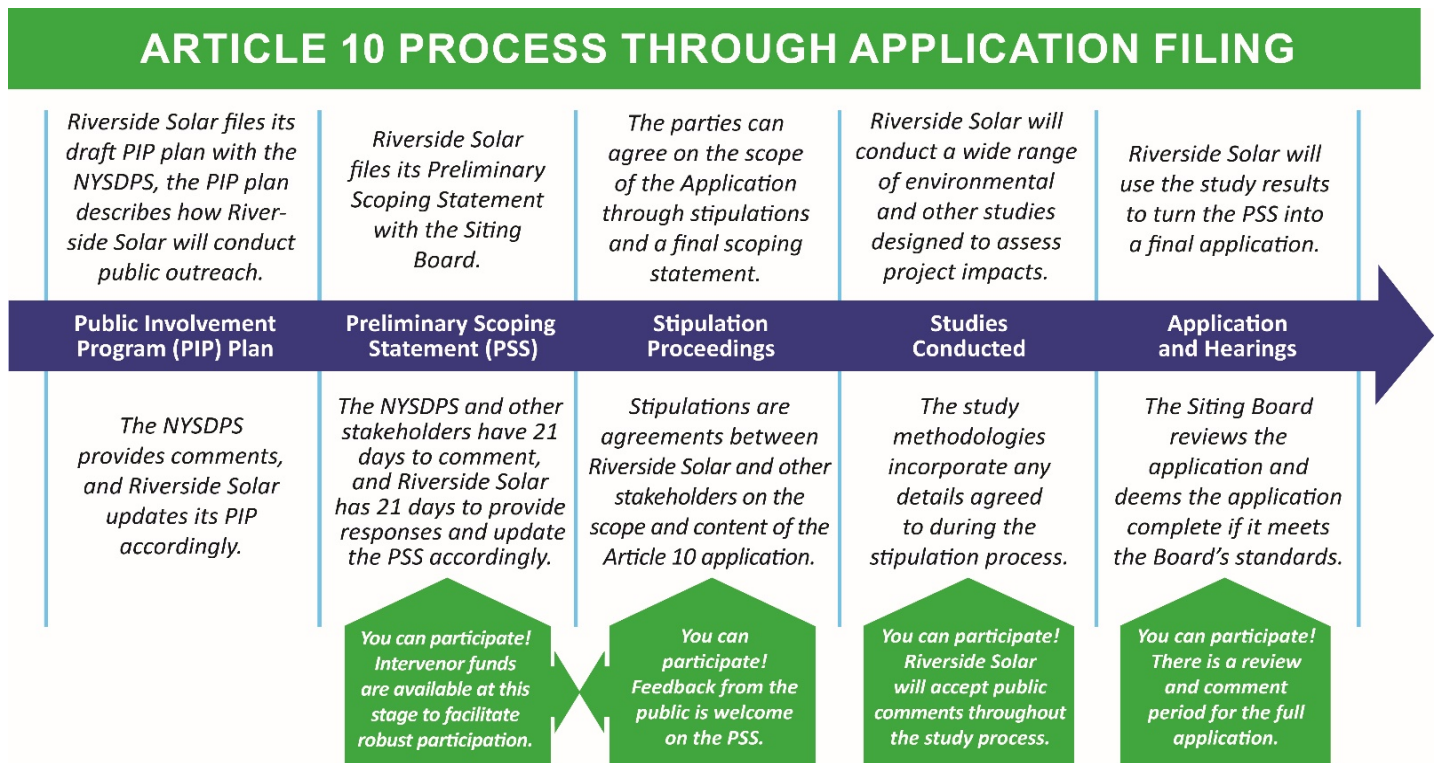 ARTICLE 10 PROCESS THROUGH APPLICATION FILING
Riverside Solar files its
draft PIP plan with the
NYSDPS, the PIP plan
describes how River-
side Solar will conduct
public outreach.
Riverside Solar
files its Preliminary
Scoping Statement
with the Siting
Board.
The parties can
agree on the scope
of the Application
through stipulations
and a final scoping
statement.
Riverside Solar will
conduct a wide range
of environmental
and other studies
designed to assess
project impacts.
Riverside Solar will
use the study results
to turn the PSS into
a final application.
Public Involvement
Program (PIP) Plan
Preliminary Scoping
Statement (PSS)
Stipulation
Proceedings
Studies
Conducted
Application
and Hearings
The NYSDPS
provides comments,
and Riverside Solar
updates its PIP
accordingly.
The NYSDPS and other
stakeholders have 21
days to comment,
and Riverside Solar
has 21 days to provide
responses and update
the PSS accordingly.
Stipulations are
agreements between
Riverside Solar and other
stakeholders on the
scope and content of the
Article 10 application.
The study
methodologies
incorporate any
details agreed
to during the
stipulation process.
The Siting Board
reviews the
application and
deems the application
complete if it meets
the Board's standards.
You can participate!
Intervenor funds
are available at this
stage to facilitate
robust participation.
You can
participate!
Feedback from the
public is welcome
on the PSS.
You can participate!
Riverside Solar
will accept public
comments throughout
the study process.
You can participate!
There is a review
and comment
period for the full
application.